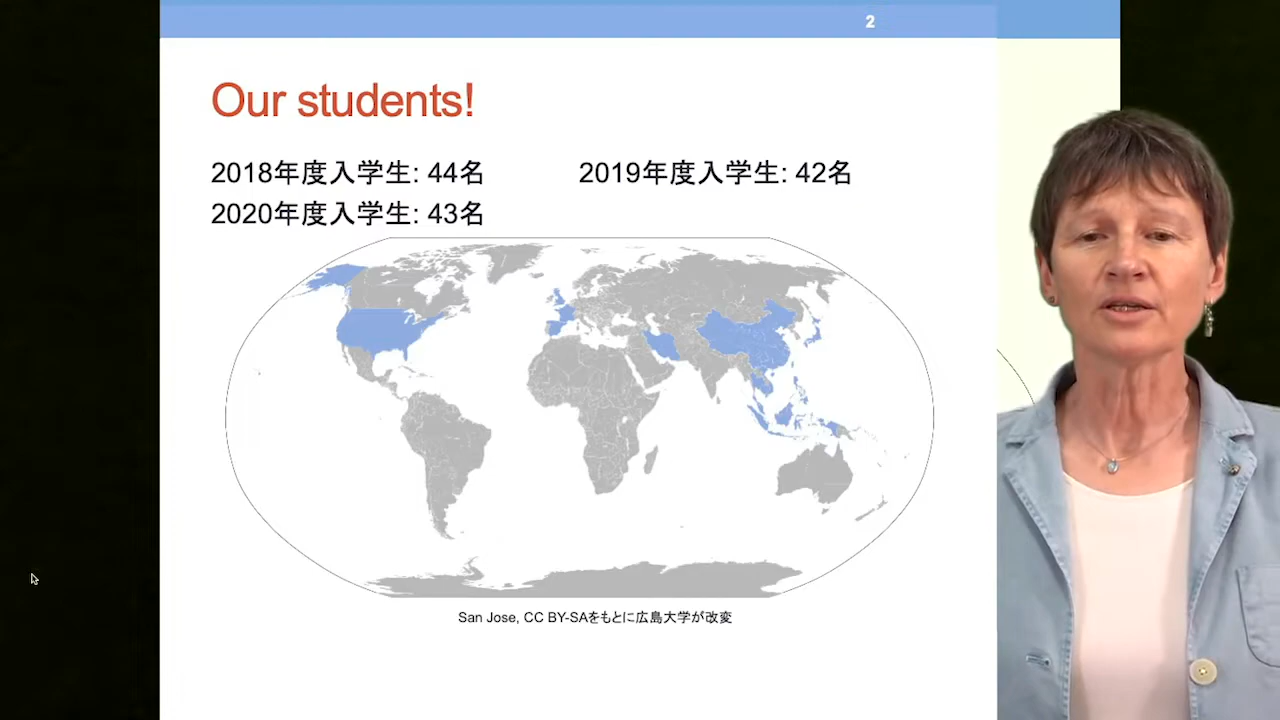 2
Our students!
2018年度入学生: 44名 2019年度入学生: 42名
2020年度入学生: 43名
San Jose, CC BY-SAをもとに広島大学が改変